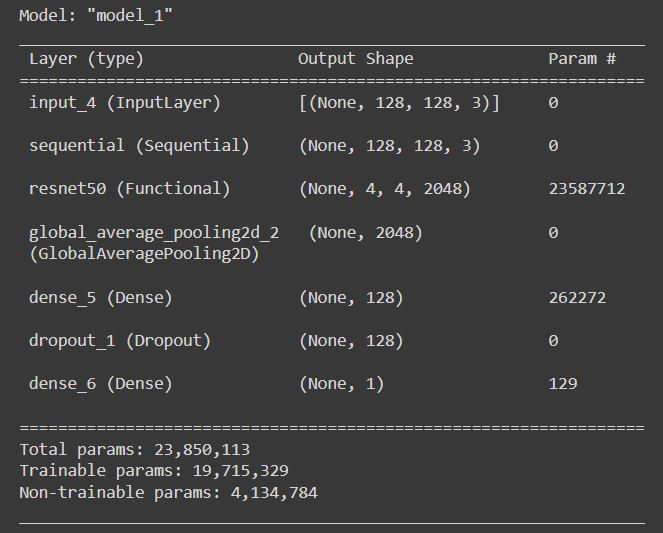 Model: "model_1"
_________________________________________________________________
Layer (type) Output Shape Param #
=================================================================
input_4 (InputLayer) [(None, 128, 128, 3)] 0
sequential (Sequential) (None, 128, 128, 3) 0
resnet50 (Functional) (None, 4, 4, 2048) 23587712
global_average_pooling2d_2 (None, 2048) 0
(GlobalAveragePooling2D)
dense_5 (Dense) (None, 128) 262272
dropout_1 (Dropout) (None, 128) 0
dense_6 (Dense) (None, 1) 129
=================================================================
Total params: 23,850,113
Trainable params: 19,715,329
Non-trainable params: 4,134,784
_________________________________________________________________